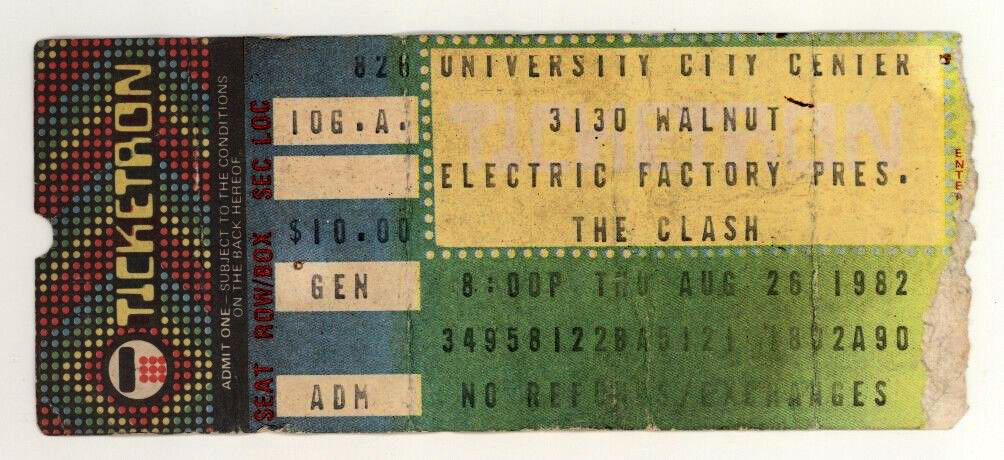 TICKETRON
ADMIT ONE—SUBJECT TO THE CONDITIONS
ON THE BACK HEREOF.
SEAT ROW/BOX SEC LOC
826
10G.A.
$10.00
GEN
ADM
UNIVERSITY CITY CENTER
3130 WALNUT
ELECTRIC FACTORY PRES.
THE CLASH
8:00P THU AUG 26 1982
NO REFUNDS/EXCHANGES
ENTE